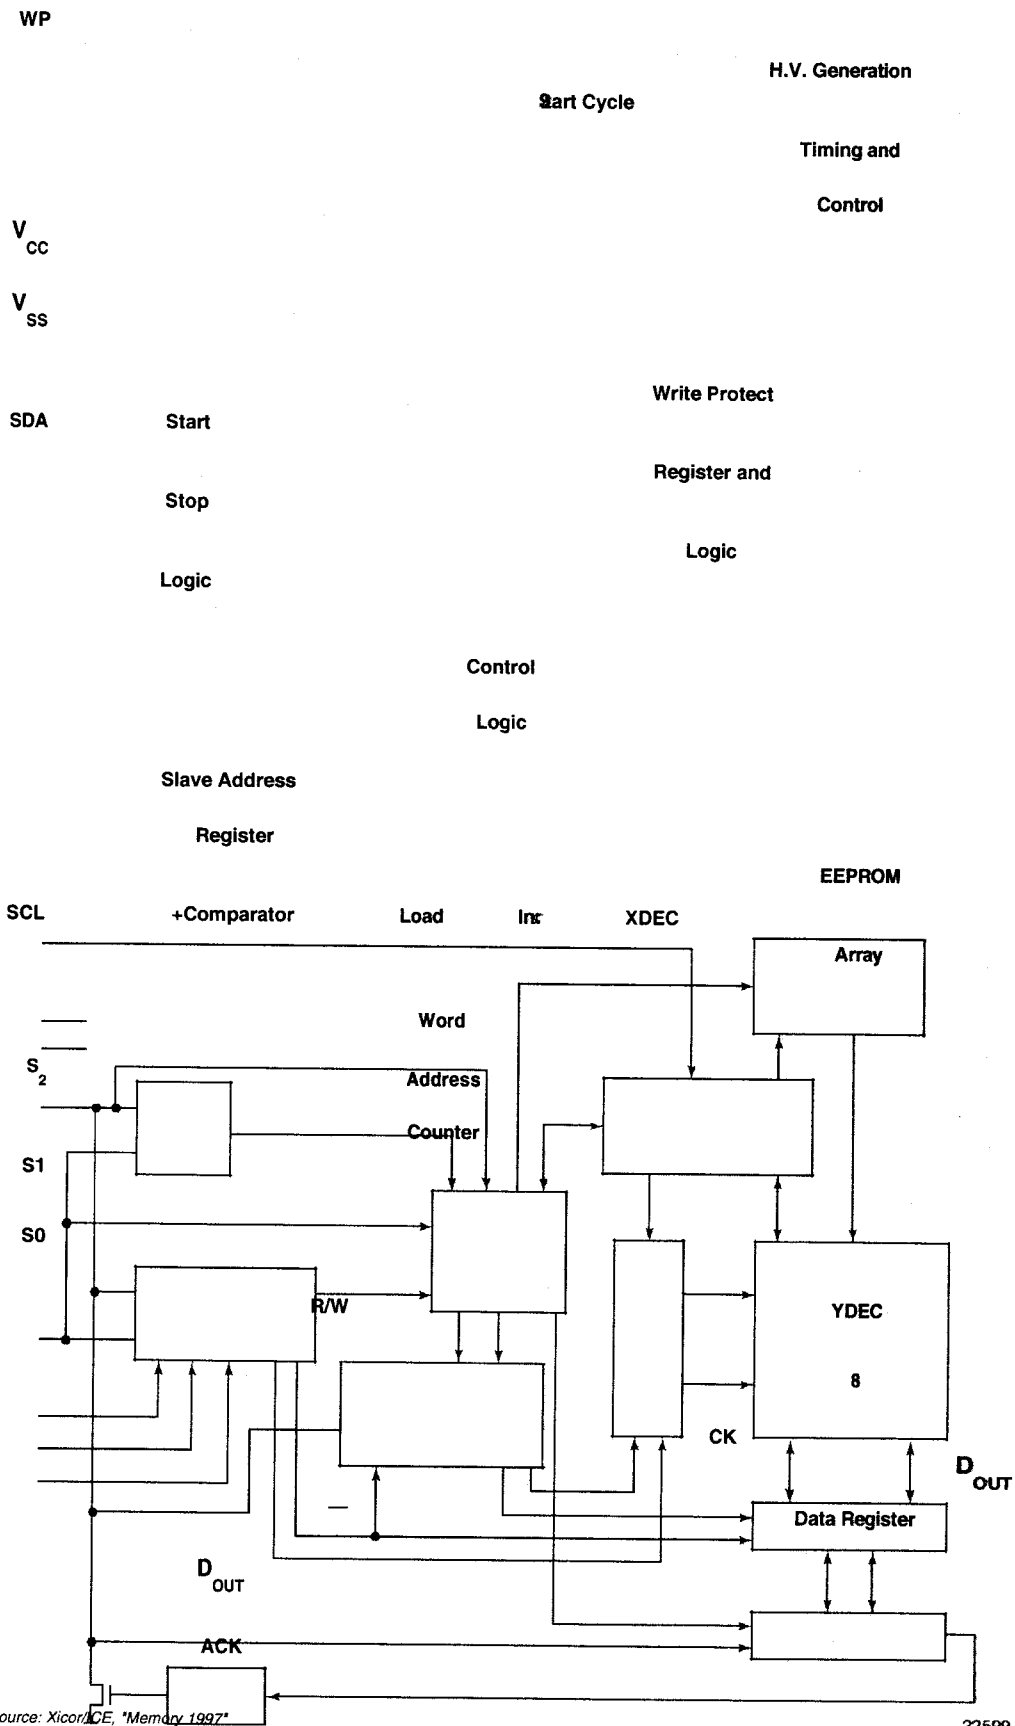 WP
H.V. Generation
Start Cycle
Timing and
Control
VCC
VSS
Write Protect
SDA
Start
Register and
Stop
Logic
Logic
Control
Logic
Slave Address
Register
EEPROM
SCL
+Comparator
Load
Inc
XDEC
Array
Word
S2
Address
Counter
S1
S0
R/W
YDEC
8
CK
DOUT
Data Register
DOUT
ACK
ource: Xicor/ICE, "Memory 1997"
22599